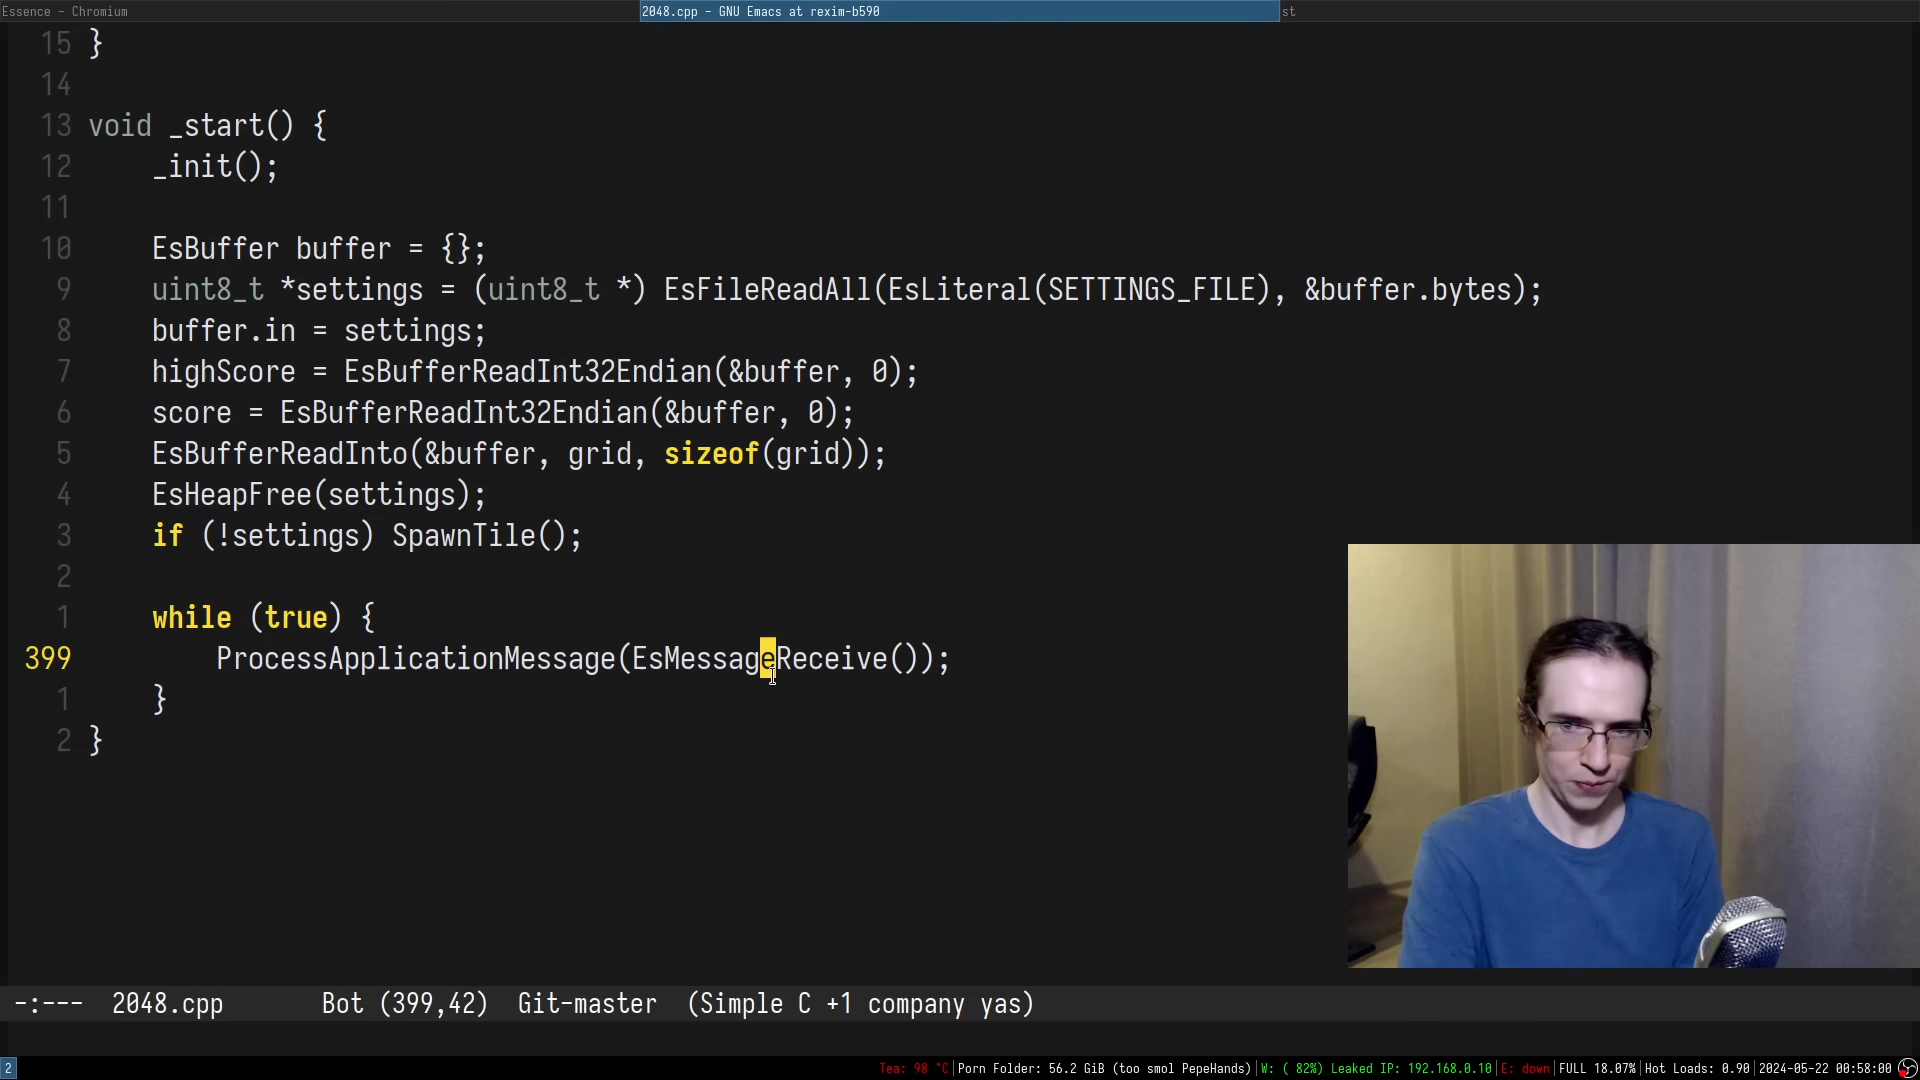 Essence - Chromium
2048.cpp - GNU Emacs at rexim-b590
st
15 }
14
13 void _start() {
12 _init();
11
10 EsBuffer buffer = {};
9 uint8_t *settings = (uint8_t *) EsFileReadAll(EsLiteral(SETTINGS_FILE), &buffer.bytes);
8 buffer.in = settings;
7 highScore = EsBufferReadInt32Endian(&buffer, 0);
6 score = EsBufferReadInt32Endian(&buffer, 0);
5 EsBufferReadInto(&buffer, grid, sizeof(grid));
4 EsHeapFree(settings);
3 if (!settings) SpawnTile();
2
1 while (true) {
399 ProcessApplicationMessage(EsMessageReceive());
1 }
2 }
-:--- 2048.cpp Bot (399,42) Git-master (Simple C +1 company yas)
2 Tea: 98 °C|Porn Folder: 56.2 GiB (too smol PepeHands)|W: ( 82%) Leaked IP: 192.168.0.10|E: down|FULL 18.07%|Hot Loads: 0.90|2024-05-22 00:58:00